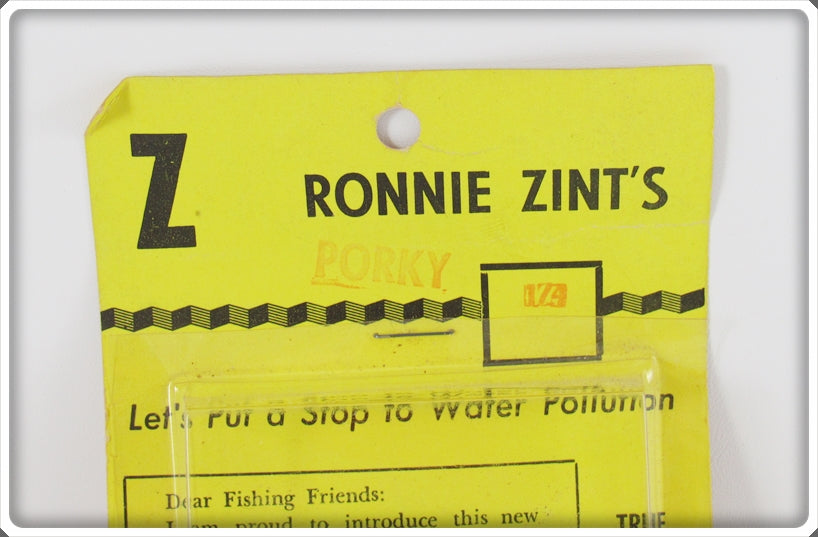 Z
RONNIE ZINT'S
PORKY
1/4
Let's Put a Stop to Water Pollution
Dear Fishing Friends:
I am proud to introduce this new
TRUE